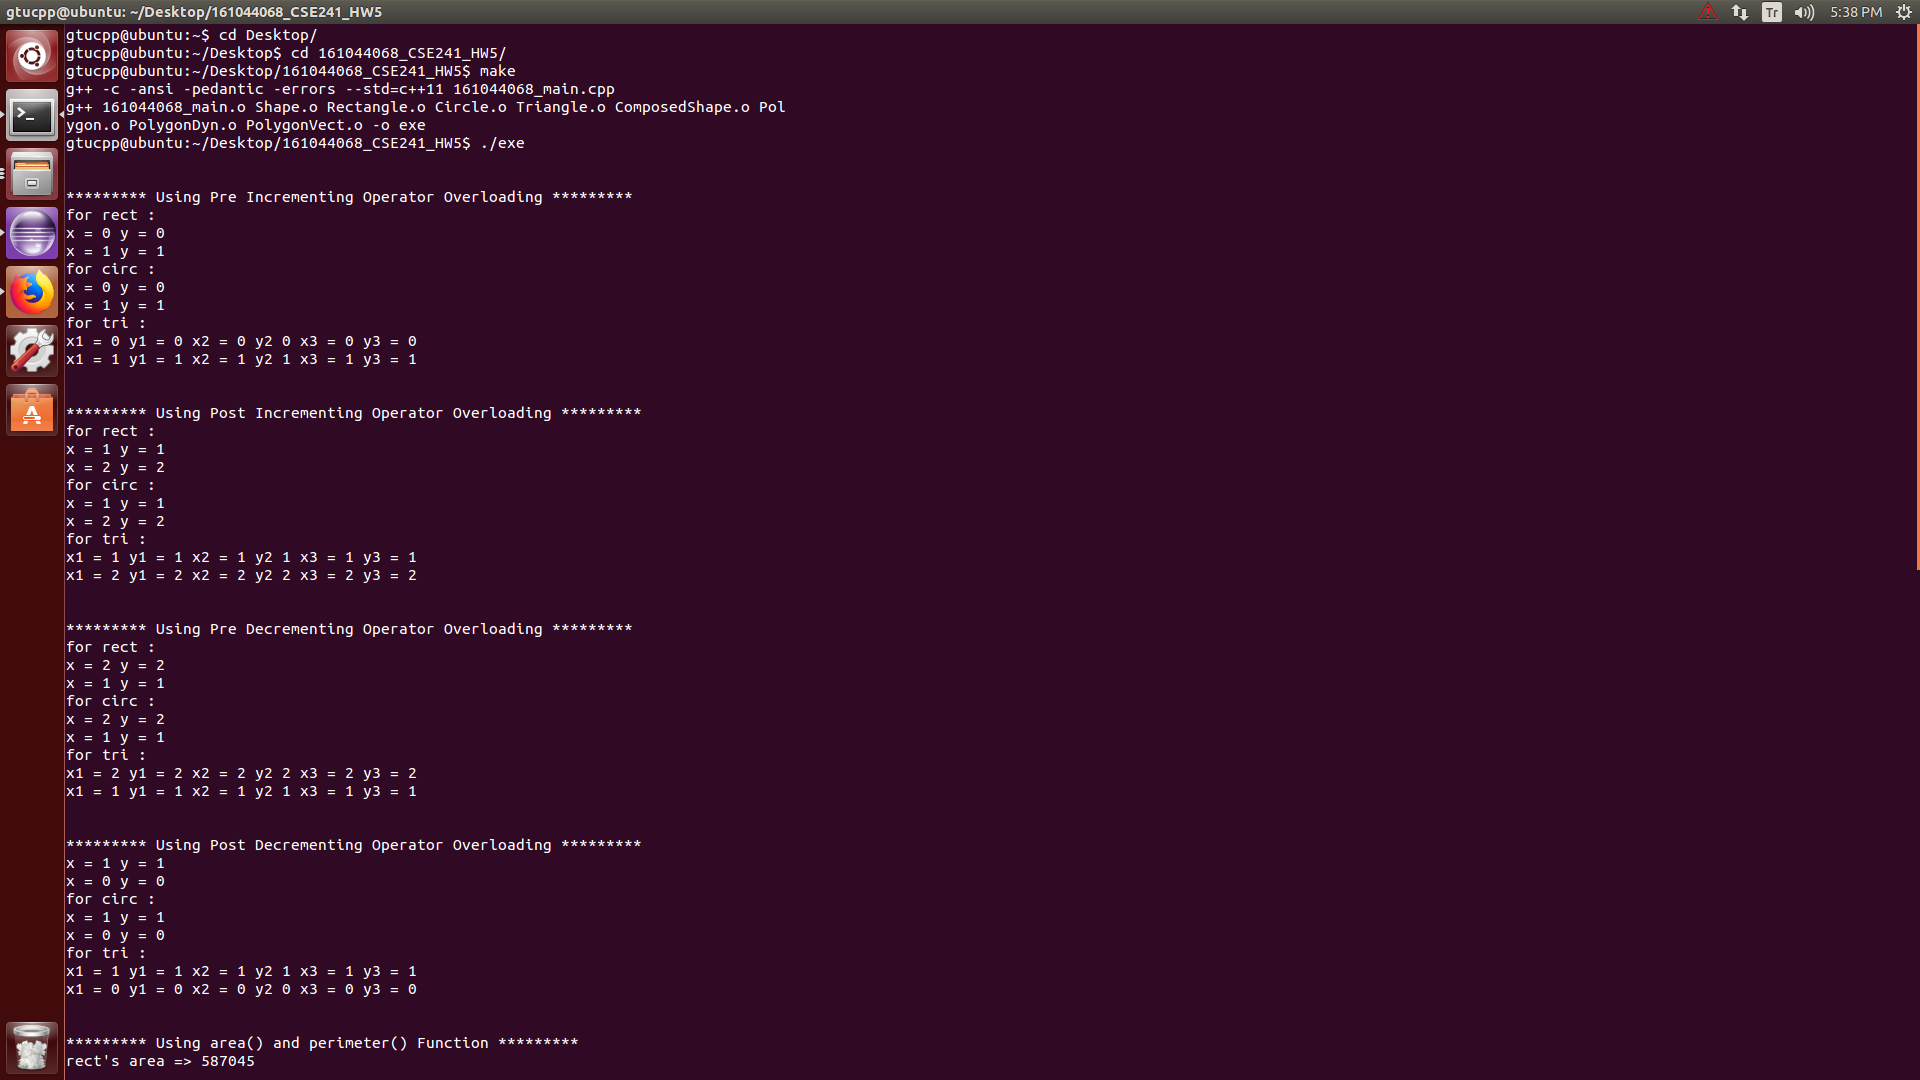 gtucpp@ubuntu: ~/Desktop/161044068_CSE241_HW5
Tr
5:38 PM
gtucpp@ubuntu:~$ cd Desktop/
gtucpp@ubuntu:~/Desktop$ cd 161044068_CSE241_HW5/
gtucpp@ubuntu:~/Desktop/161044068_CSE241_HW5$ make
g++ -c -ansi -pedantic -errors --std=c++11 161044068_main.cpp
g++ 161044068_main.o Shape.o Rectangle.o Circle.o Triangle.o ComposedShape.o Pol
ygon.o PolygonDyn.o PolygonVect.o -o exe
gtucpp@ubuntu:~/Desktop/161044068_CSE241_HW5$ ./exe
********* Using Pre Incrementing Operator Overloading *********
for rect :
x = 0 y = 0
x = 1 y = 1
for circ :
x = 0 y = 0
x = 1 y = 1
for tri :
x1 = 0 y1 = 0 x2 = 0 y2 0 x3 = 0 y3 = 0
x1 = 1 y1 = 1 x2 = 1 y2 1 x3 = 1 y3 = 1
********* Using Post Incrementing Operator Overloading *********
for rect :
x = 1 y = 1
x = 2 y = 2
for circ :
x = 1 y = 1
x = 2 y = 2
for tri :
x1 = 1 y1 = 1 x2 = 1 y2 1 x3 = 1 y3 = 1
x1 = 2 y1 = 2 x2 = 2 y2 2 x3 = 2 y3 = 2
********* Using Pre Decrementing Operator Overloading *********
for rect :
x = 2 y = 2
x = 1 y = 1
for circ :
x = 2 y = 2
x = 1 y = 1
for tri :
x1 = 2 y1 = 2 x2 = 2 y2 2 x3 = 2 y3 = 2
x1 = 1 y1 = 1 x2 = 1 y2 1 x3 = 1 y3 = 1
********* Using Post Decrementing Operator Overloading *********
x = 1 y = 1
x = 0 y = 0
for circ :
x = 1 y = 1
x = 0 y = 0
for tri :
x1 = 1 y1 = 1 x2 = 1 y2 1 x3 = 1 y3 = 1
x1 = 0 y1 = 0 x2 = 0 y2 0 x3 = 0 y3 = 0
********* Using area() and perimeter() Function *********
rect's area => 587045